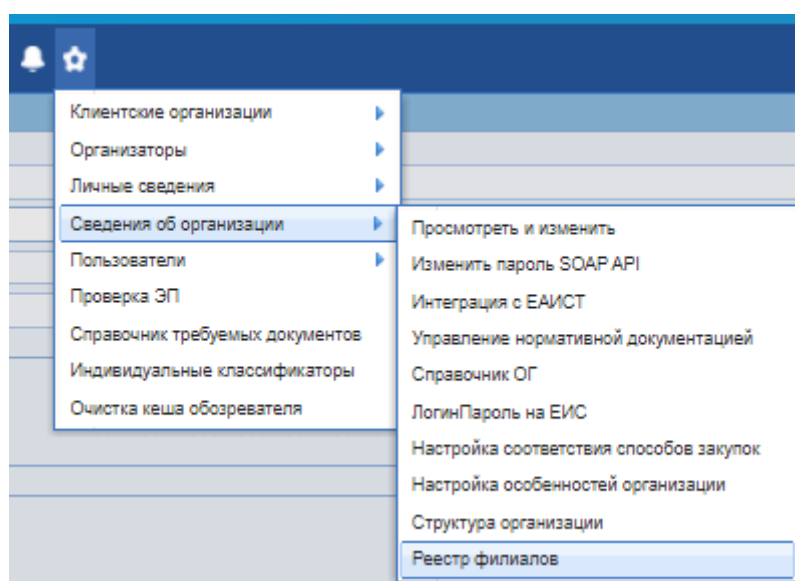 Клиентские организации
Организаторы
Личные сведения
Сведения об организации
Пользователи
Проверка ЭП
Справочник требуемых документов
Индивидуальные классификаторы
Очистка кеша обозревателя
Просмотреть и изменить
Изменить пароль SOAP API
Интеграция с ЕАИСТ
Управление нормативной документацией
Справочник ОГ
ЛогинПароль на ЕИС
Настройка соответствия способов закупок
Настройка особенностей организации
Структура организации
Реестр филиалов